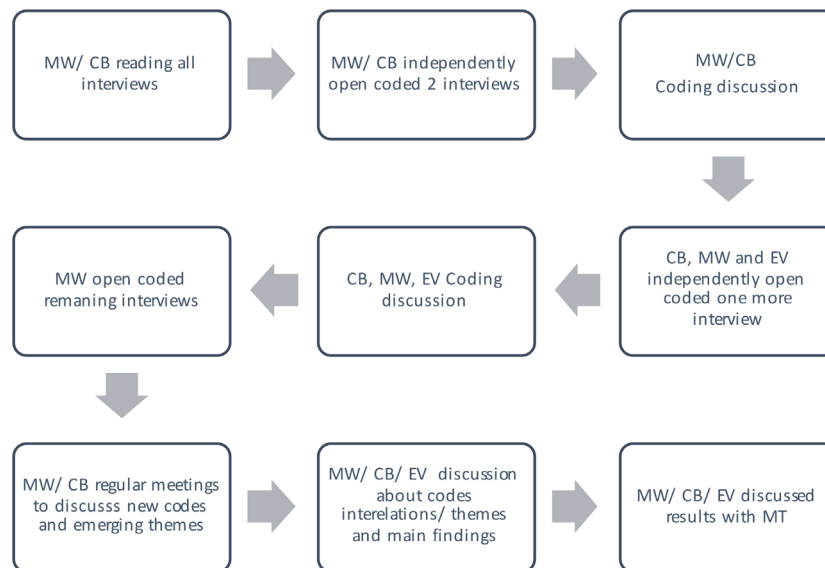 MW/ CB reading all
interviews
MW/ CB independently
open coded 2 interviews
MW/CB
Coding discussion
CB, MW and EV
independently open
coded one more
interview
CB, MW, EV Coding
discussion
MW open coded
remaning interviews
MW/ CB regular meetings
to discusss new codes
and emerging themes
MW/ CB/ EV discussion
about codes
interelations/ themes
and main findings
MW/ CB/ EV discussed
results with MT